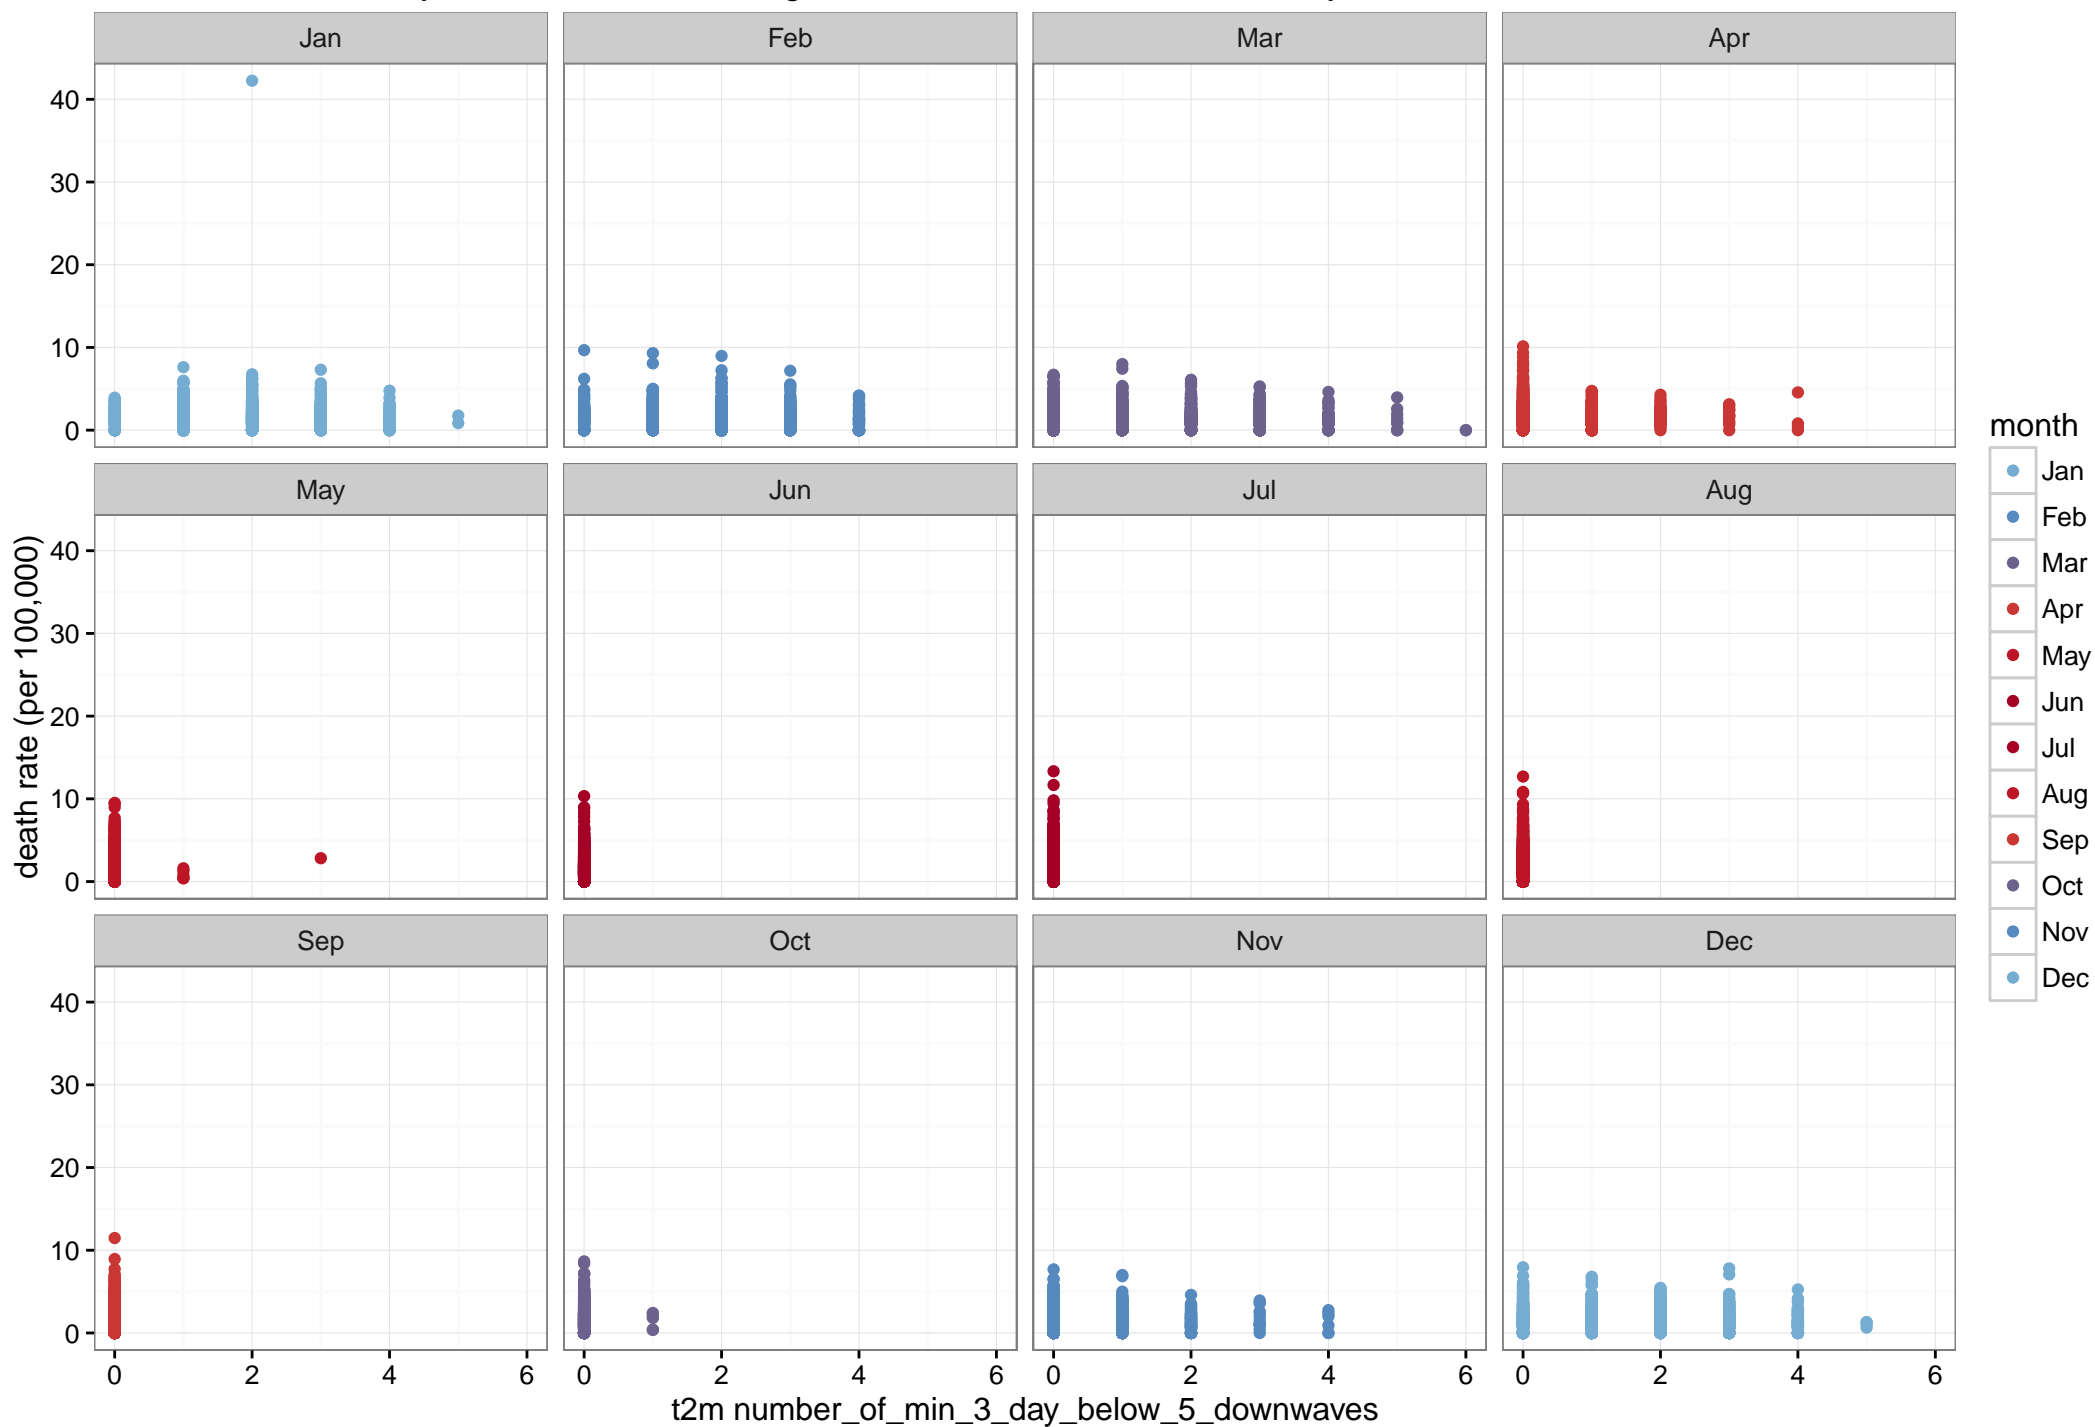 Jan Feb Mar Apr
40
30
20
10
0
May Jun Jul Aug
40
30
20
10
0
Sep Oct Nov Dec
40
30
20
10
0
0 2 4 6 0 2 4 6 0 2 4 6 0 2 4 6
t2m number_of_min_3_day_below_5_downwaves
death rate (per 100,000)
month
Jan
Feb
Mar
Apr
May
Jun
Jul
Aug
Sep
Oct
Nov
Dec